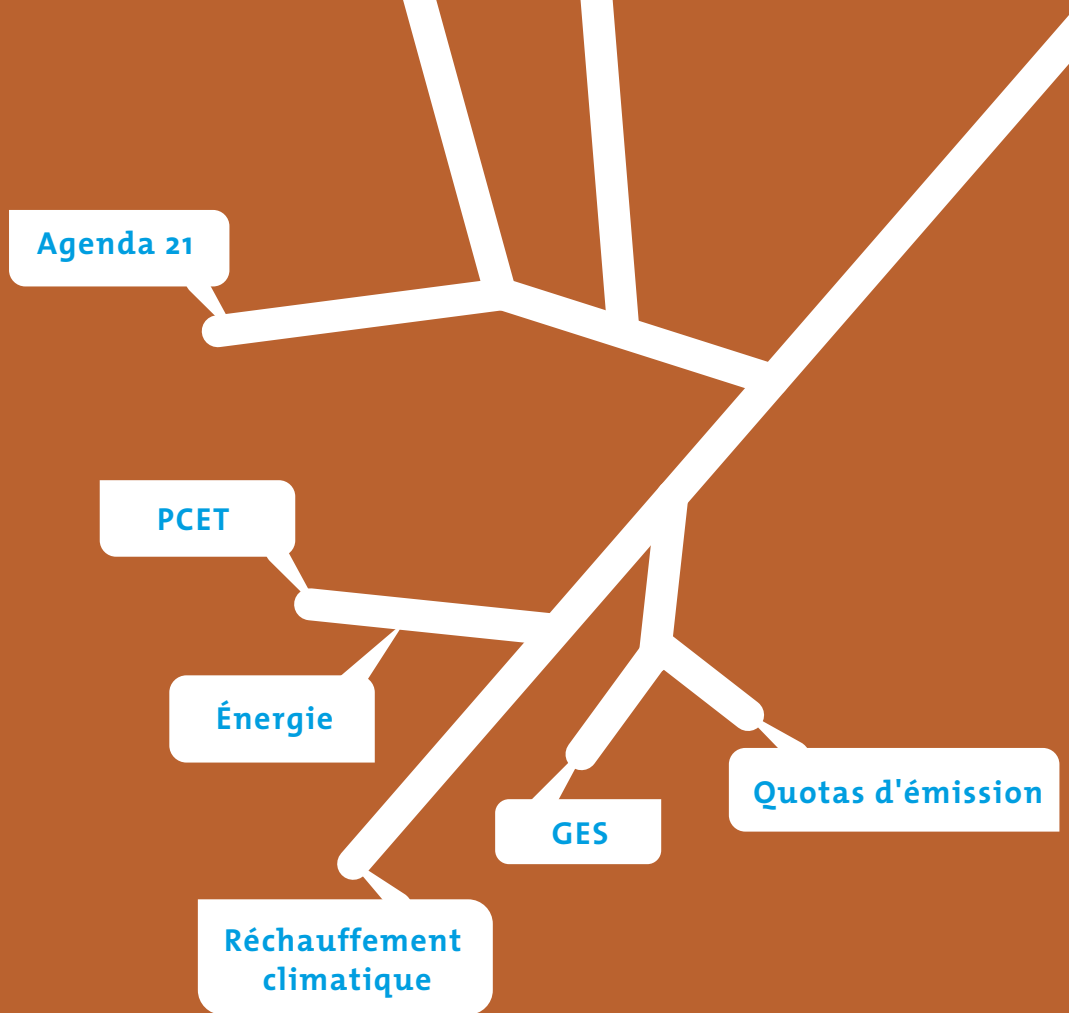 Agenda 21
PCET
Énergie
Quotas d'émission
GES
Réchauffement
climatique